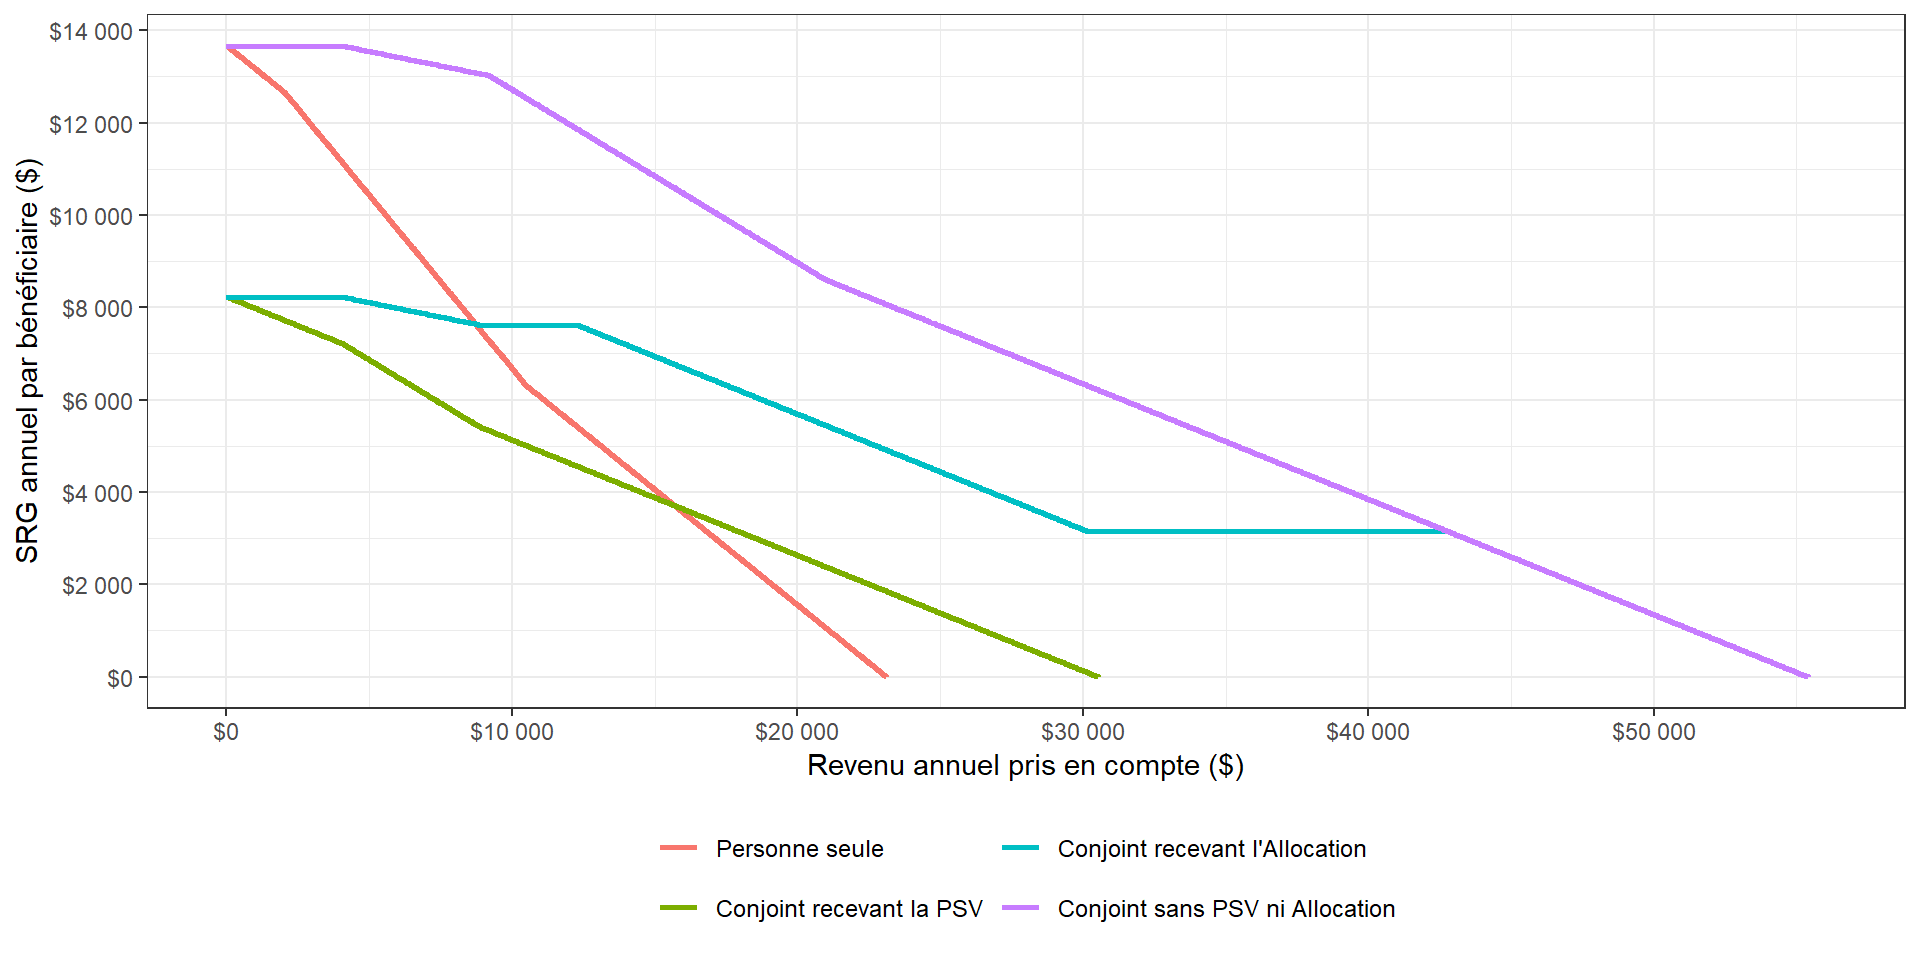 SRG annuel par bénéficiaire ($)
$14 000
$12 000
$10 000
$8 000
$6 000
$4 000
$2 000
$0
$0 $10 000 $20 000 $30 000 $40 000 $50 000
Revenu annuel pris en compte ($)
Personne seule
Conjoint recevant la PSV
Conjoint recevant l'Allocation
Conjoint sans PSV ni Allocation